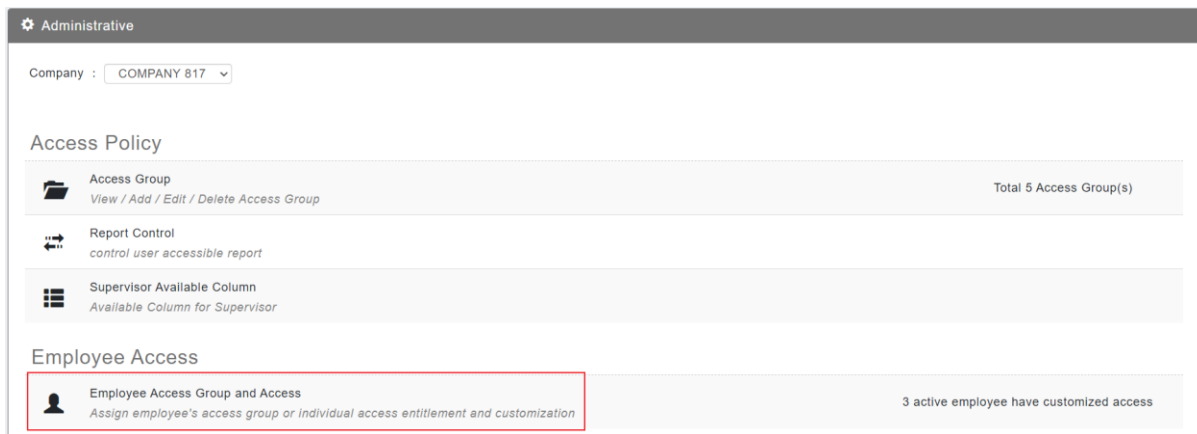 Administrative
Company : COMPANY 817
Access Policy
Access Group
View / Add / Edit / Delete Access Group
Total 5 Access Group(s)
Report Control
control user accessible report
Supervisor Available Column
Available Column for Supervisor
Employee Access
Employee Access Group and Access
Assign employee's access group or individual access entitlement and customization
3 active employee have customized access